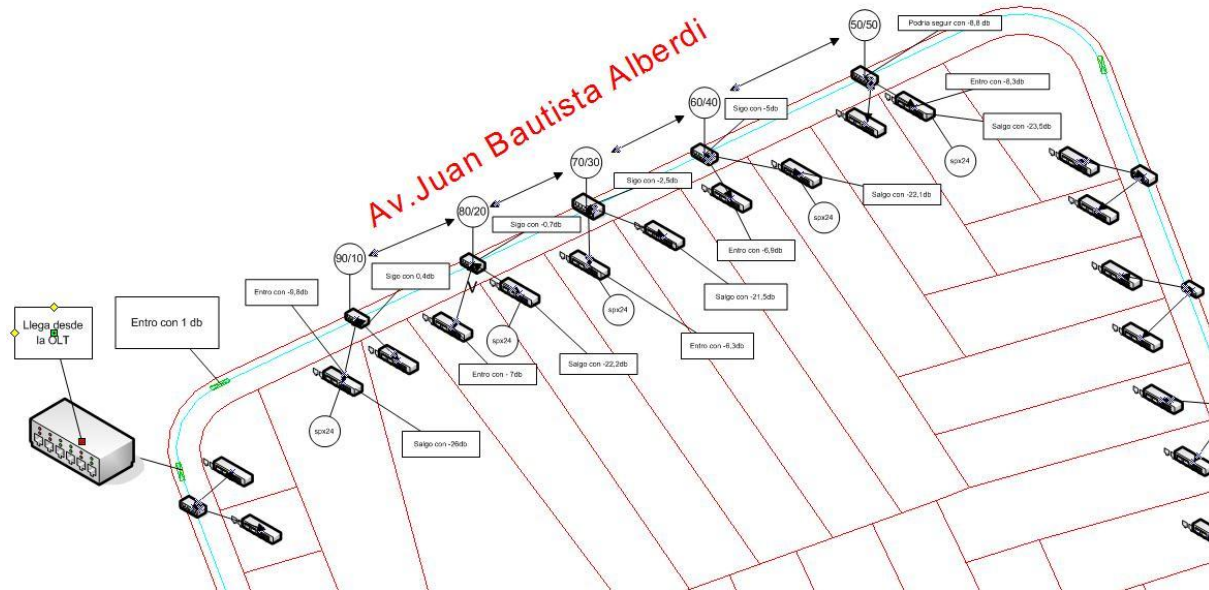 50/50
Podria seguir con -8,8 db
Av.Juan Bautista Alberdi
60/40
Sigo con -5db
Entro con -8,3db
Salgo con -23,5db
spx24
70/30
Sigo con -2,5db
Salgo con -22,1db
spx24
80/20
Sigo con -0,7db
Entro con -6,9db
90/10
Sigo con 0,4db
Entro con -9,8db
Salgo con -21,5db
spx24
Llega desde
la OLT
Entro con 1 db
spx24
Entro con -6,3db
Salgo con -22,2db
Entro con - 7db
spx24
Salgo con -26db